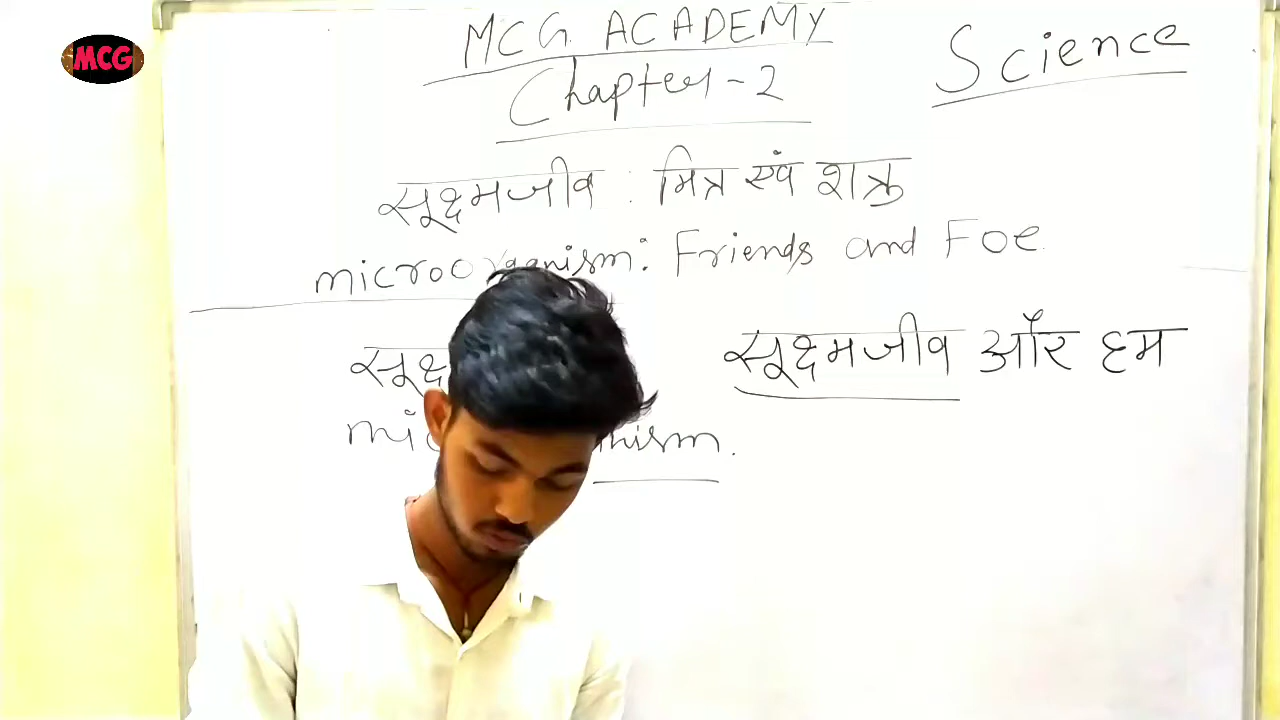 MCG
MCG ACADEMY
Science
Chapter-2
सूक्ष्मजीव : मित्र एवं शत्रु
microorganism: Friends and Foe
सूक्ष्मजीव और हम